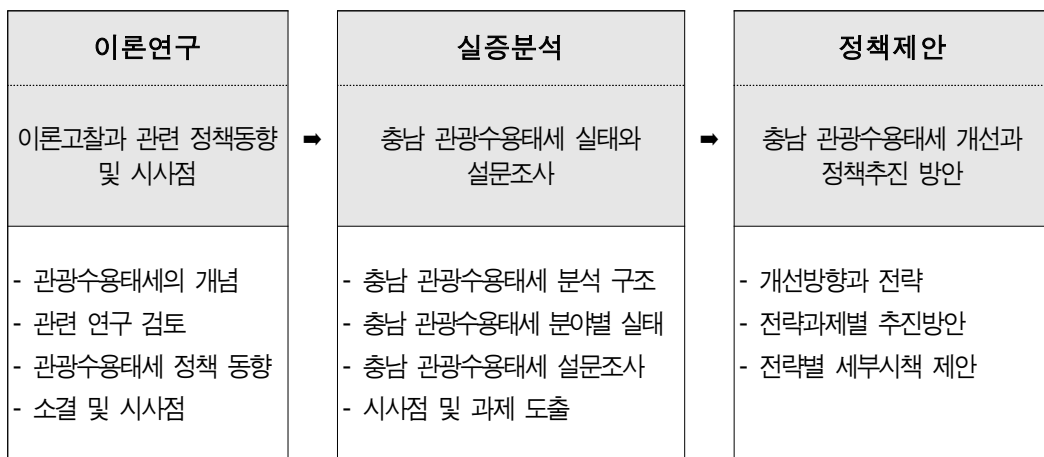 이론연구
이론고찰과 관련 정책동향
및 시사점
- 관광수용태세의 개념
- 관련 연구 검토
- 관광수용태세 정책 동향
- 소결 및 시사점
➡
실증분석
충남 관광수용태세 실태와
설문조사
- 충남 관광수용태세 분석 구조
- 충남 관광수용태세 분야별 실태
- 충남 관광수용태세 설문조사
- 시사점 및 과제 도출
➡
정책제안
충남 관광수용태세 개선과
정책추진 방안
- 개선방향과 전략
- 전략과제별 추진방안
- 전략별 세부시책 제안